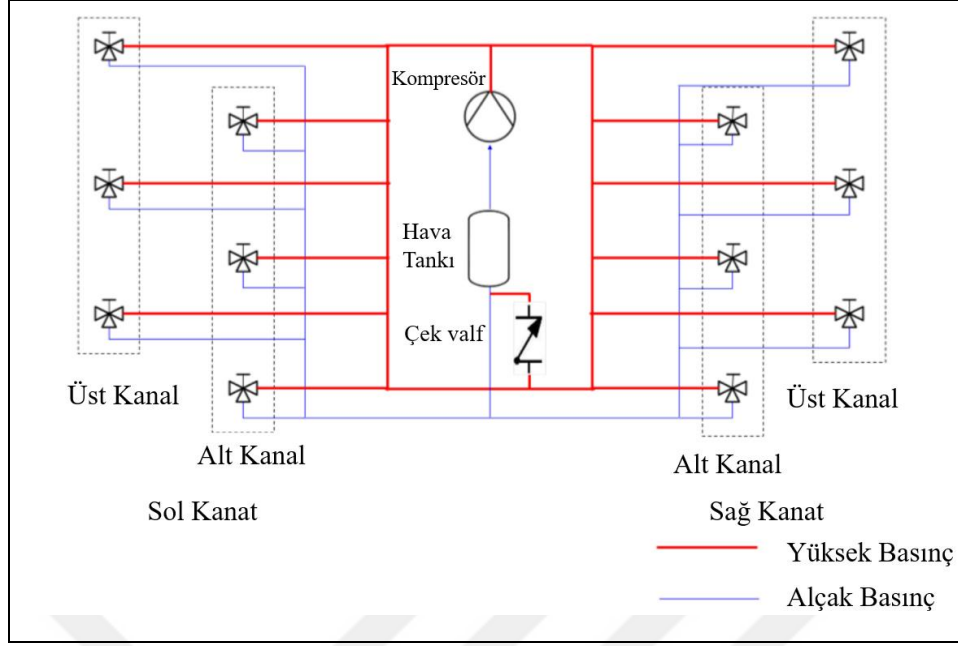 Kompresör
Hava
Tankı
Çek valf
Üst Kanal
Üst Kanal
Alt Kanal
Alt Kanal
Sol Kanat
Sağ Kanat
Yüksek Basınç
Alçak Basınç